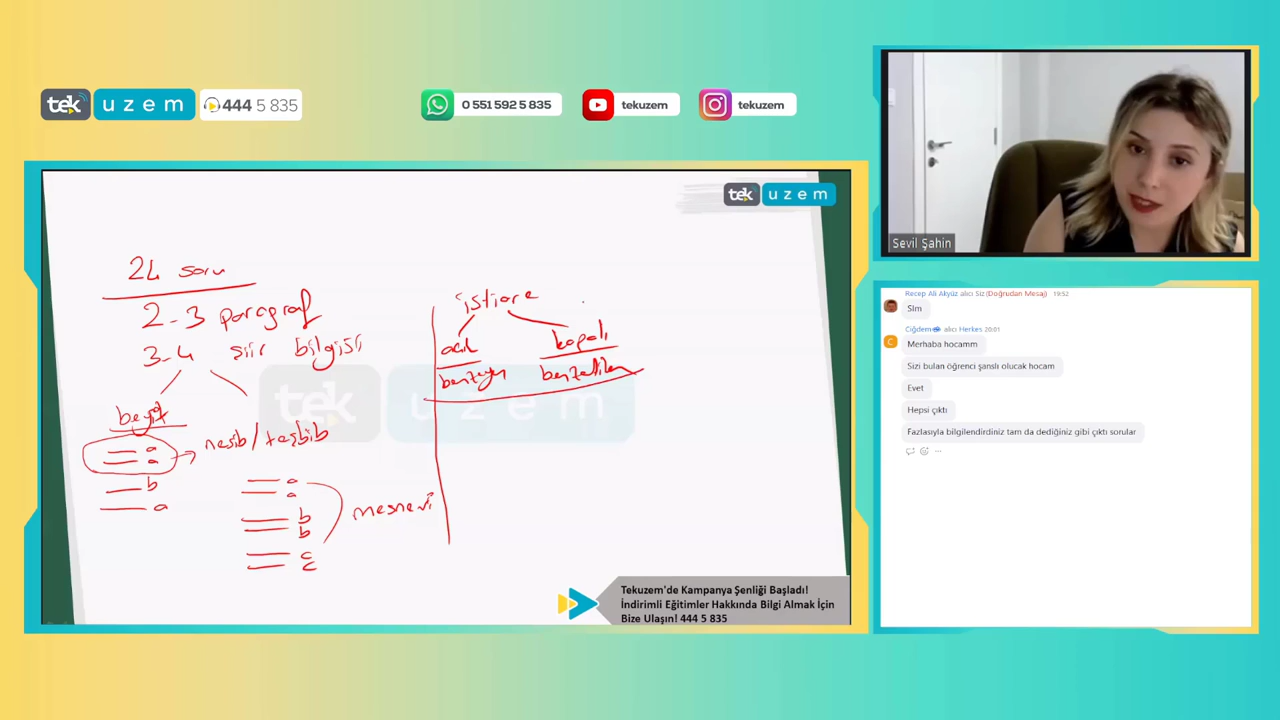 tek uzem 444 5 835
0 551 592 5 835
tekuzem
tekuzem
tek uzem
24 soru
2-3 paragraf
3-4 şiir bilgisi
beyit
a
a
b
a
nesib/teşbib
a
a
b
b
c
c
mesnevi
istiare
açık
kapalı
benzeyen
benzetilen
tek uzem
Tekuzem'de Kampanya Şenliği Başladı!
İndirimli Eğitimler Hakkında Bilgi Almak İçin
Bize Ulaşın! 444 5 835
Sevil Şahin
Recep Ali Akyüz alıcı Siz (Doğrudan Mesaj) 19:52
Slm
Çiğdem alıcı Herkes 20:01
C
Merhaba hocamm
Sizi bulan öğrenci şanslı olucak hocam
Evet
Hepsi çıktı
Fazlasıyla bilgilendirdiniz tam da dediğiniz gibi çıktı sorular